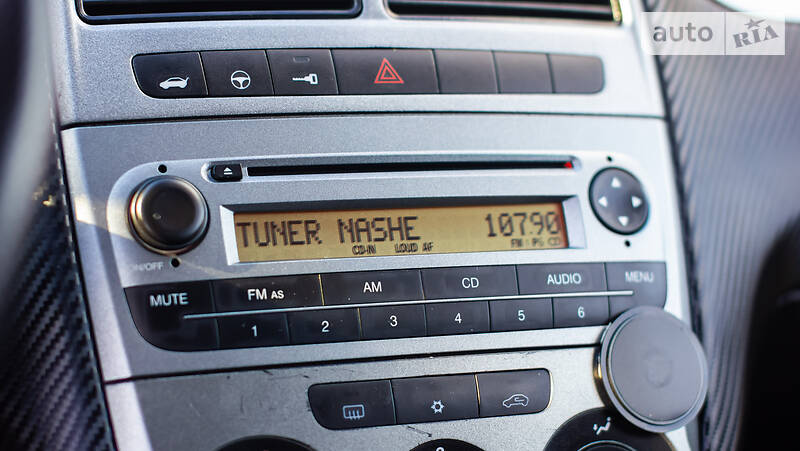 auto RIA
TUNER NASHE 107.90
CD-IN LOUD AF FM : PG CD
ON/OFF
MUTE FM AS AM CD AUDIO MENU
1 2 3 4 5 6